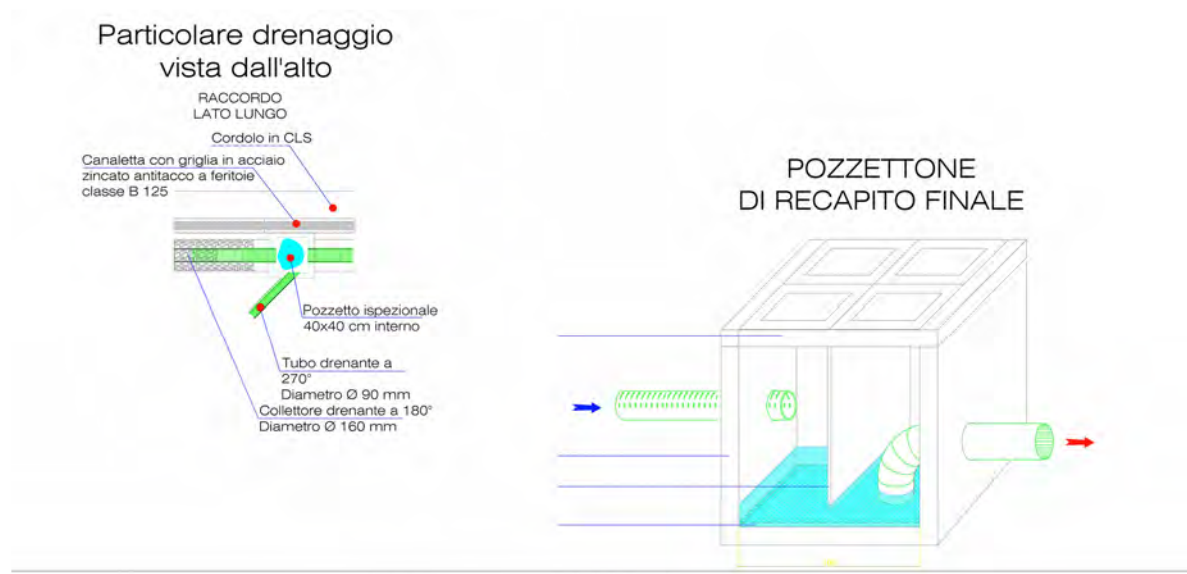 Particolare drenaggio
vista dall'alto
RACCORDO
LATO LUNGO
Cordolo in CLS
Canaletta con griglia in acciaio
zincato antitacco a feritoie
classe B 125
Pozzetto ispezionale
40x40 cm interno
Tubo drenante a
270°
Diametro Ø 90 mm
Collettore drenante a 180°
Diametro Ø 160 mm
POZZETTONE
DI RECAPITO FINALE